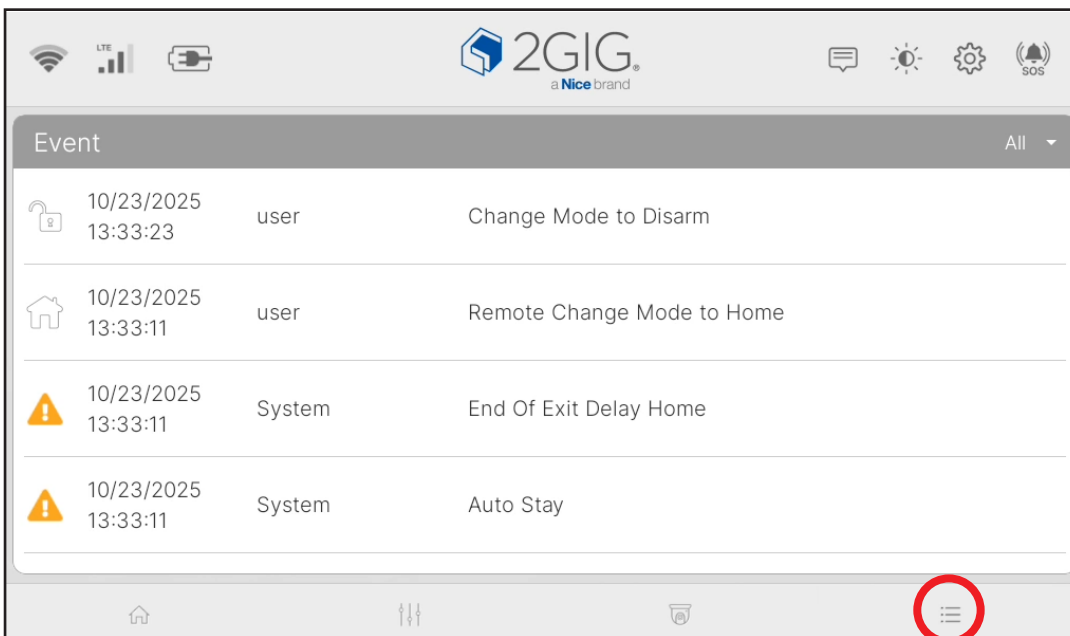 LTE
2GIG®
a Nice brand
SOS
Event
All
10/23/2025
13:33:23
user
Change Mode to Disarm
10/23/2025
13:33:11
user
Remote Change Mode to Home
10/23/2025
13:33:11
System
End Of Exit Delay Home
10/23/2025
13:33:11
System
Auto Stay